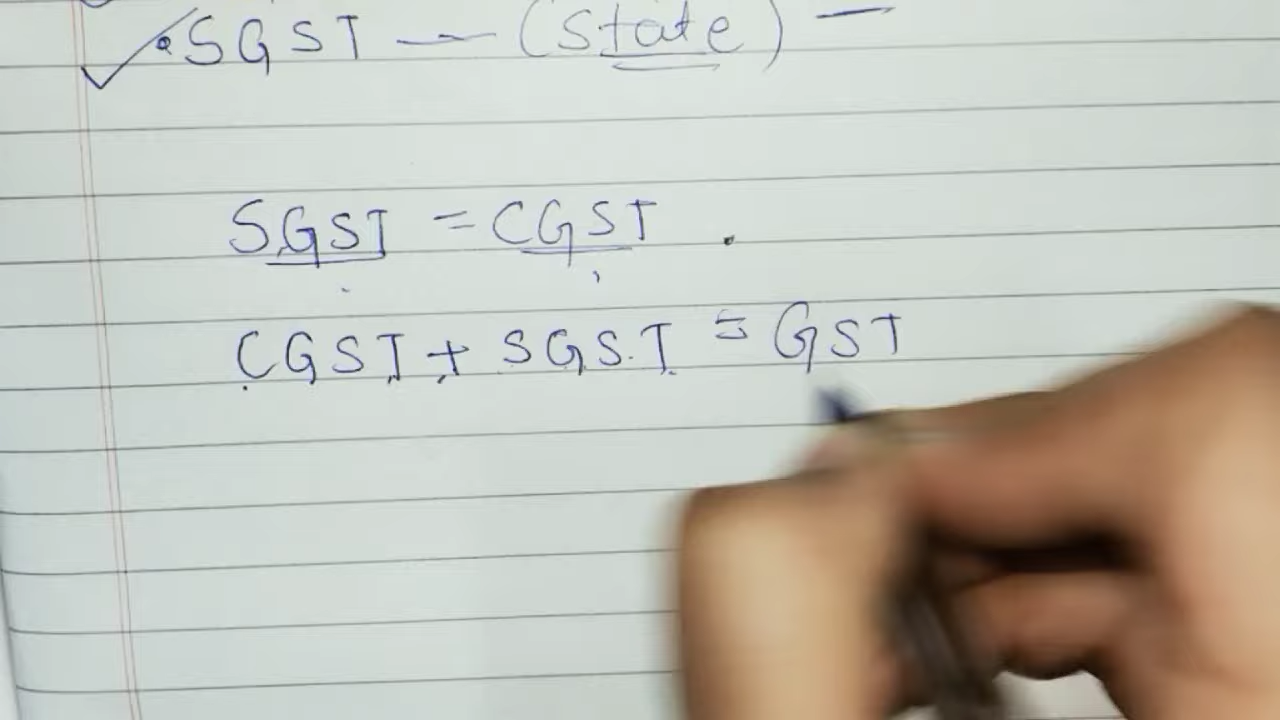 SGST — (State) —
SGST = CGST .
CGST + SGST = GST